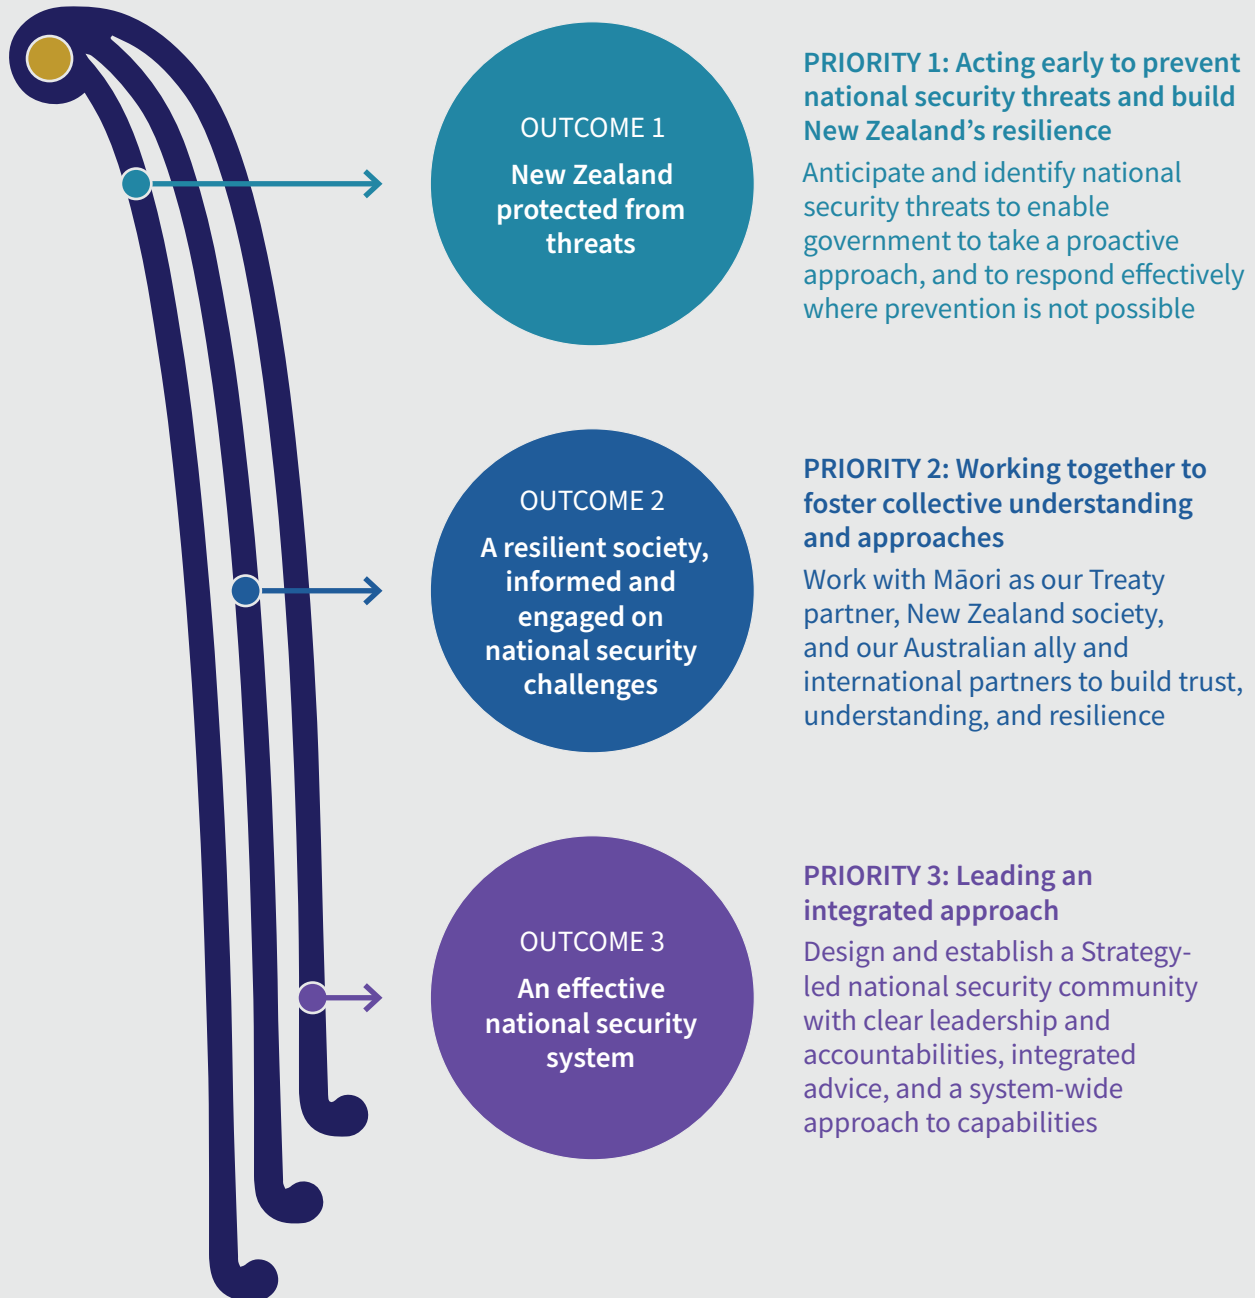 OUTCOME 1
New Zealand
protected from
threats
PRIORITY 1: Acting early to prevent
national security threats and build
New Zealand’s resilience
Anticipate and identify national
security threats to enable
government to take a proactive
approach, and to respond effectively
where prevention is not possible
OUTCOME 2
A resilient society,
informed and
engaged on
national security
challenges
PRIORITY 2: Working together to
foster collective understanding
and approaches
Work with Māori as our Treaty
partner, New Zealand society,
and our Australian ally and
international partners to build trust,
understanding, and resilience
OUTCOME 3
An effective
national security
system
PRIORITY 3: Leading an
integrated approach
Design and establish a Strategy-
led national security community
with clear leadership and
accountabilities, integrated
advice, and a system-wide
approach to capabilities